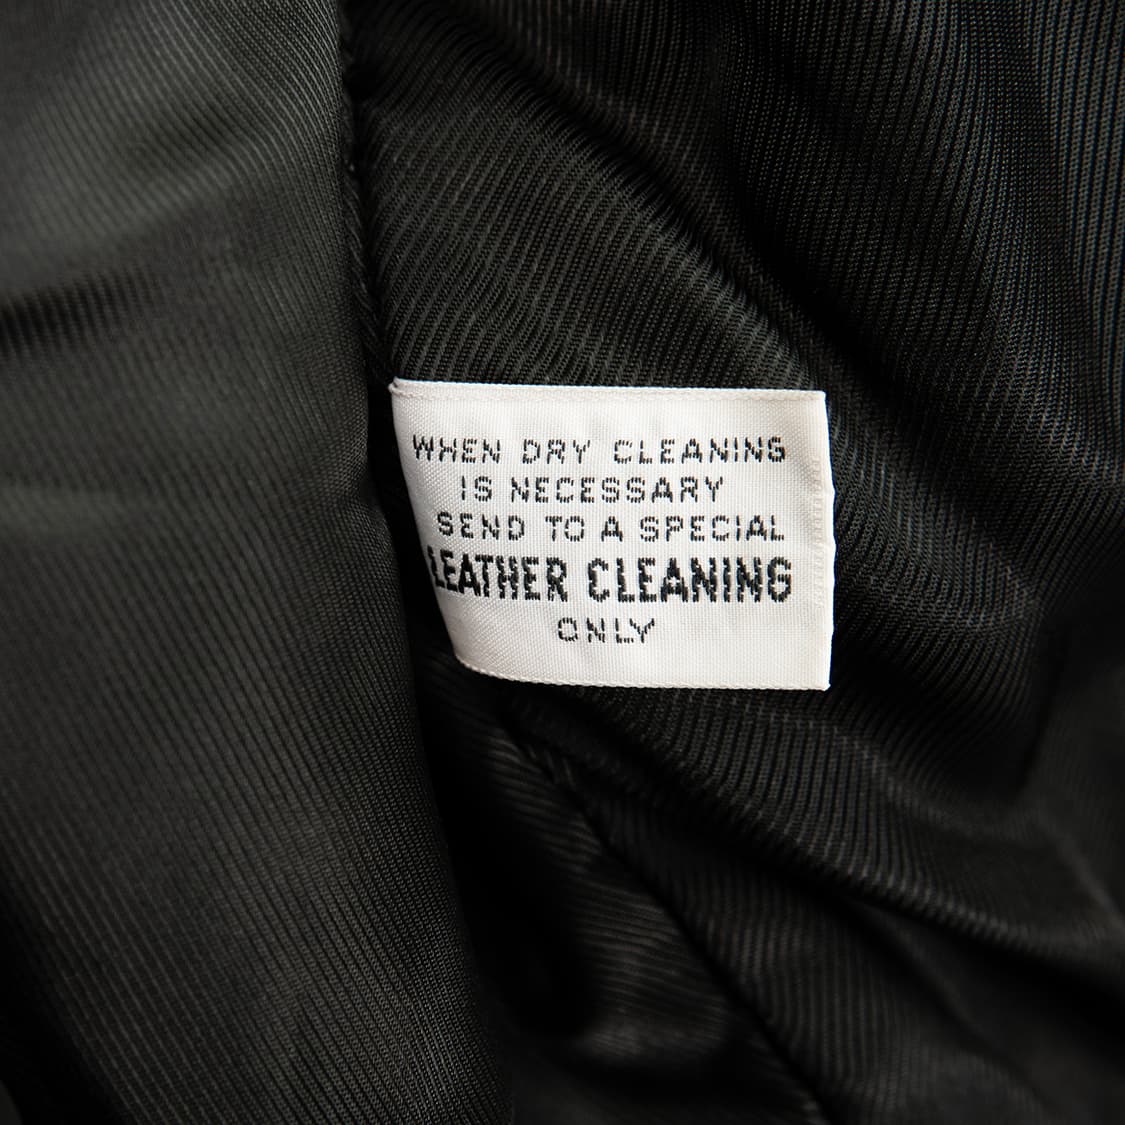 WHEN DRY CLEANING
IS NECESSARY
SEND TO A SPECIAL
LEATHER CLEANING
ONLY